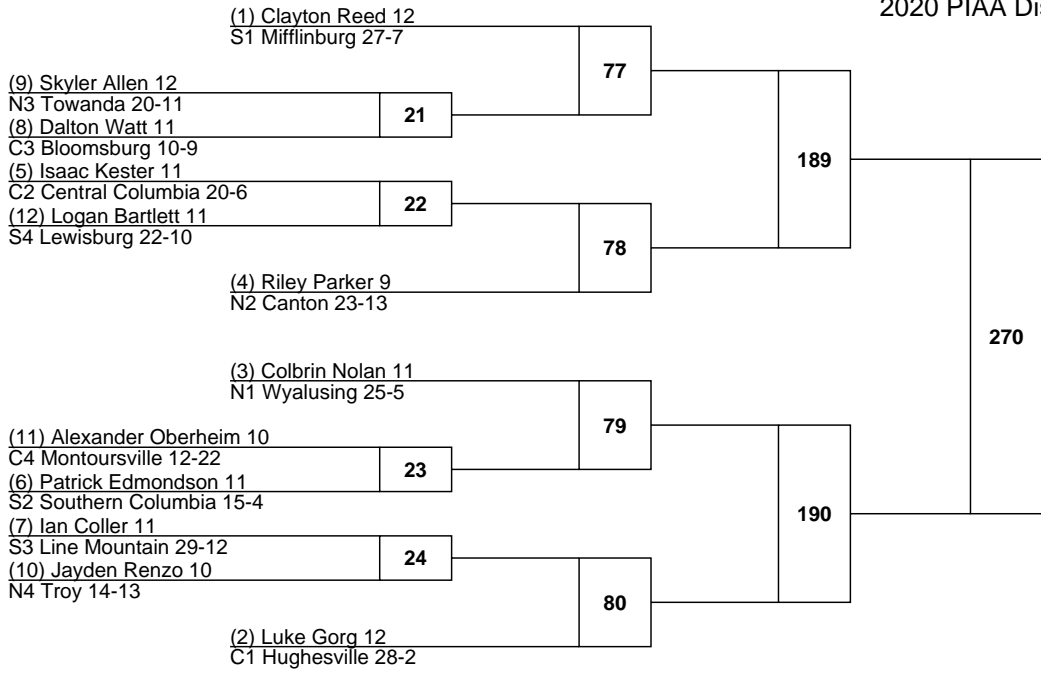 2020 PIAA Dis
(1) Clayton Reed 12
S1 Mifflinburg 27-7
77
(9) Skyler Allen 12
N3 Towanda 20-11
21
(8) Dalton Watt 11
C3 Bloomsburg 10-9
189
(5) Isaac Kester 11
C2 Central Columbia 20-6
22
(12) Logan Bartlett 11
S4 Lewisburg 22-10
78
(4) Riley Parker 9
N2 Canton 23-13
270
(3) Colbrin Nolan 11
N1 Wyalusing 25-5
79
(11) Alexander Oberheim 10
C4 Montoursville 12-22
23
(6) Patrick Edmondson 11
S2 Southern Columbia 15-4
190
(7) Ian Coller 11
S3 Line Mountain 29-12
24
(10) Jayden Renzo 10
N4 Troy 14-13
80
(2) Luke Gorg 12
C1 Hughesville 28-2